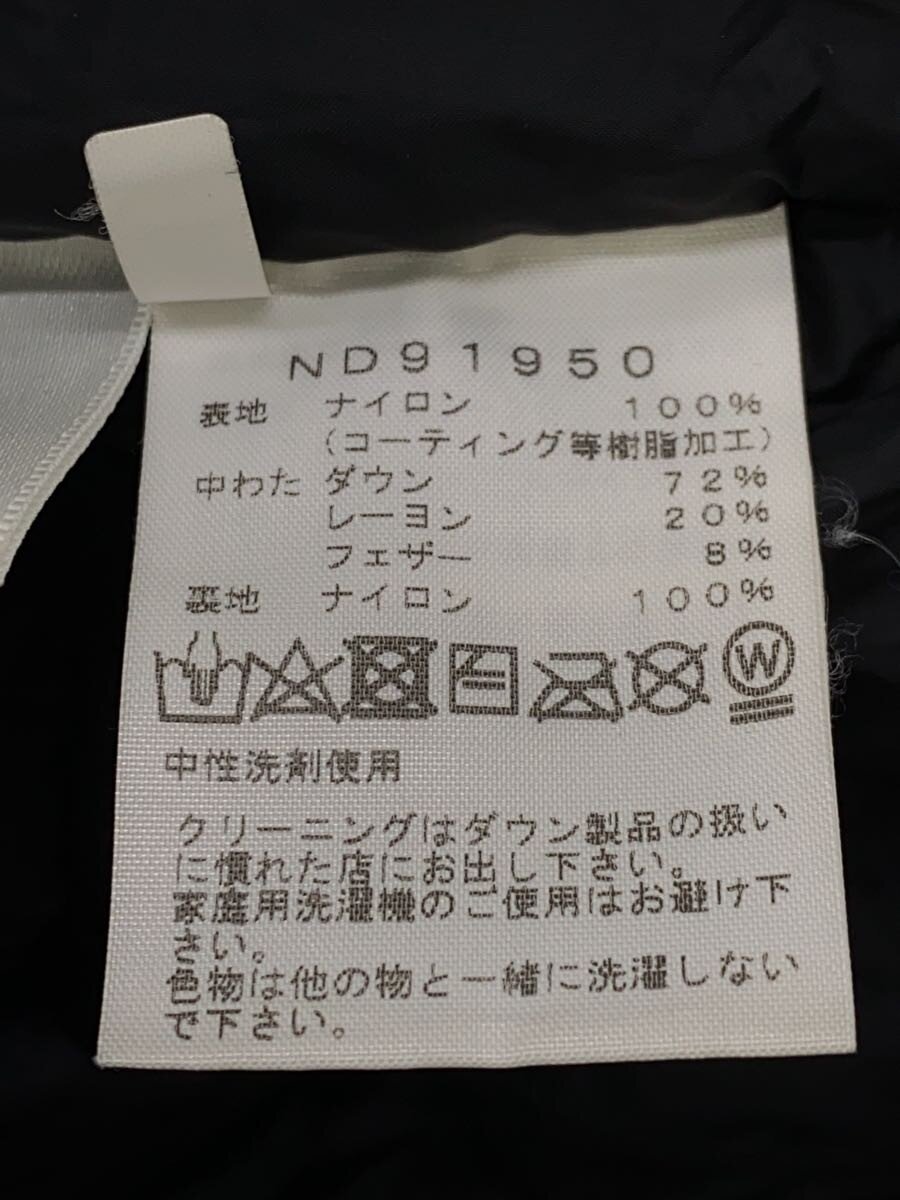 ND91950
表地 ナイロン 100%
(コーティング等樹脂加工)
中わた ダウン 72%
レーヨン 20%
フェザー 8%
裏地 ナイロン 100%
W
中性洗剤使用
クリーニングはダウン製品の扱い
に慣れた店にお出し下さい。
家庭用洗濯機のご使用はお避け下
さい。
色物は他の物と一緒に洗濯しない
で下さい。